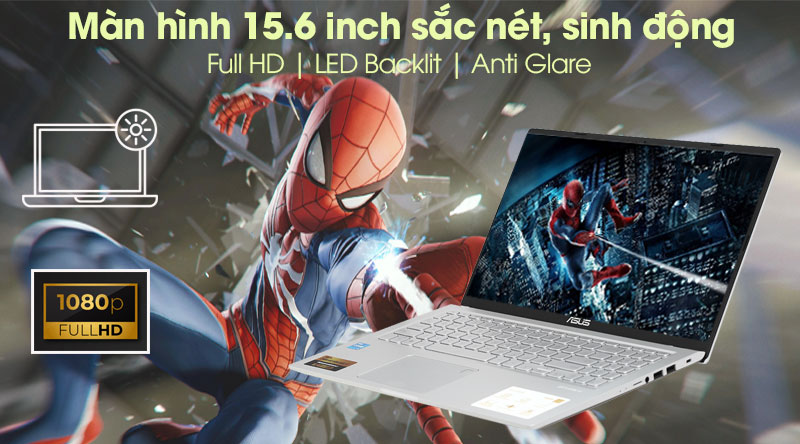 Màn hình 15.6 inch sắc nét, sinh động
Full HD | LED Backlit | Anti Glare
1080p
FULLHD
ASUS